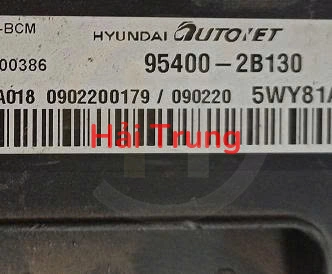 -BCM HYUNDAI AUTONET
00386 95400-2B130
A018 0902200179 / 090220 5WY81A
Hải Trung